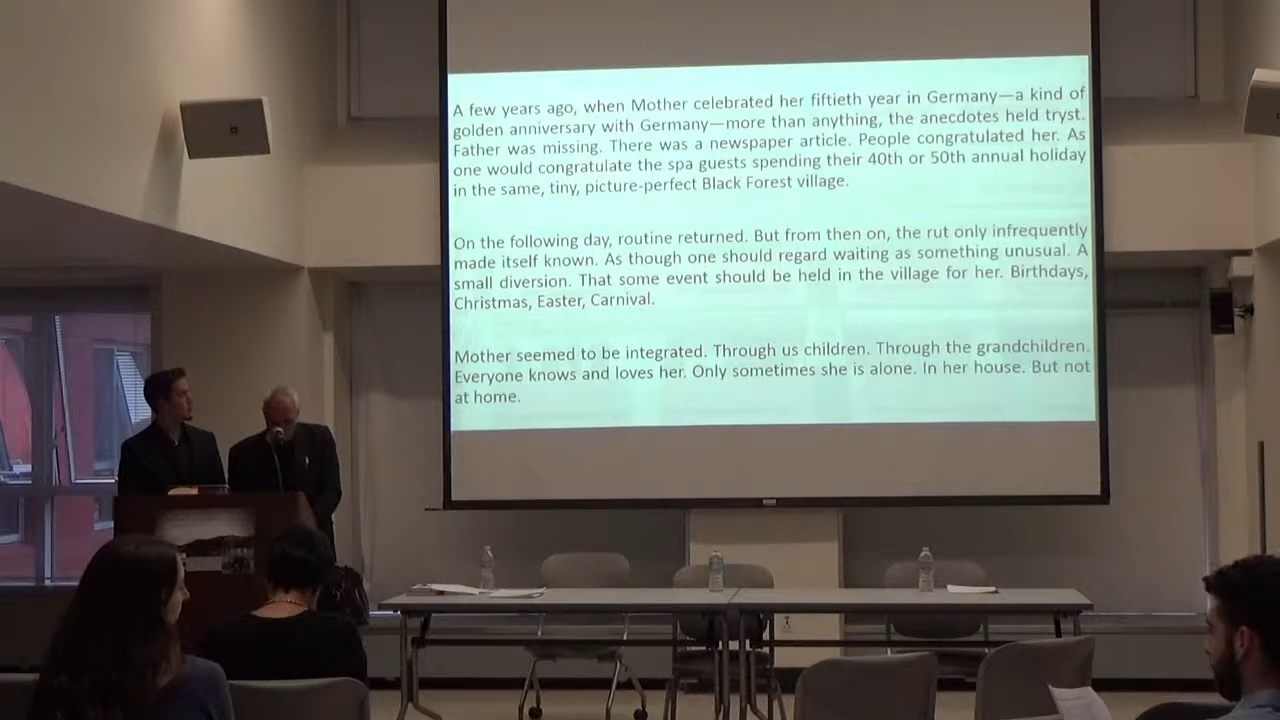 A few years ago, when Mother celebrated her fiftieth year in Germany—a kind of
golden anniversary with Germany—more than anything, the anecdotes held tryst.
Father was missing. There was a newspaper article. People congratulated her. As
one would congratulate the spa guests spending their 40th or 50th annual holiday
in the same, tiny, picture-perfect Black Forest village.
On the following day, routine returned. But from then on, the rut only infrequently
made itself known. As though one should regard waiting as something unusual. A
small diversion. That some event should be held in the village for her. Birthdays,
Christmas, Easter, Carnival.
Mother seemed to be integrated. Through us children. Through the grandchildren.
Everyone knows and loves her. Only sometimes she is alone. In her house. But not
at home.